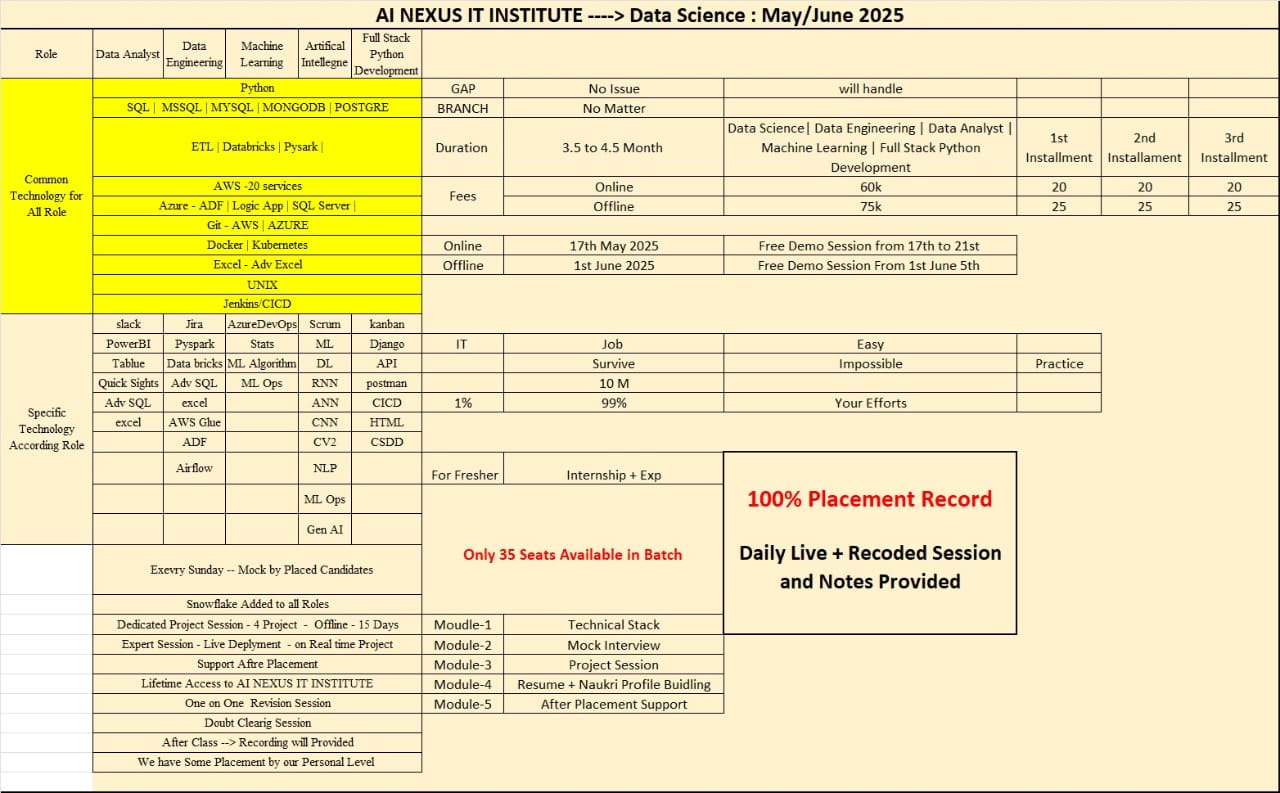 AI NEXUS IT INSTITUTE ----> Data Science : May/June 2025
Role Data Analyst Data Engineering Machine Learning Artifical Intellegne Full Stack Python Development
Common Technology for All Role
Python GAP No Issue will handle
SQL | MSSQL | MYSQL | MONGODB | POSTGRE BRANCH No Matter
ETL | Databricks | Pysark | Duration 3.5 to 4.5 Month Data Science| Data Engineering | Data Analyst | Machine Learning | Full Stack Python Development 1st Installment 2nd Installament 3rd Installment
AWS -20 services Fees Online 60k 20 20 20
Azure - ADF | Logic App | SQL Server | Offline 75k 25 25 25
Git - AWS | AZURE
Docker | Kubernetes Online 17th May 2025 Free Demo Session from 17th to 21st
Excel - Adv Excel Offline 1st June 2025 Free Demo Session From 1st June 5th
UNIX
Jenkins/CICD
Specific Technology According Role
slack Jira AzureDevOps Scrum kanban
PowerBI Pyspark Stats ML Django IT Job Easy
Tablue Data bricks ML Algorithm DL API Survive Impossible Practice
Quick Sights Adv SQL ML Ops RNN postman 10 M
Adv SQL excel ANN CICD 1% 99% Your Efforts
excel AWS Glue CNN HTML
ADF CV2 CSDD
Airflow NLP For Fresher Internship + Exp
ML Ops
Gen AI
100% Placement Record
Daily Live + Recoded Session
and Notes Provided
Only 35 Seats Available in Batch
Exevry Sunday -- Mock by Placed Candidates
Snowflake Added to all Roles
Dedicated Project Session - 4 Project - Offline - 15 Days Moudle-1 Technical Stack
Expert Session - Live Deplyment - on Real time Project Module-2 Mock Interview
Support Aftre Placement Module-3 Project Session
Lifetime Access to AI NEXUS IT INSTITUTE Module-4 Resume + Naukri Profile Buidling
One on One Revision Session Module-5 After Placement Support
Doubt Clearig Session
After Class --> Recording will Provided
We have Some Placement by our Personal Level